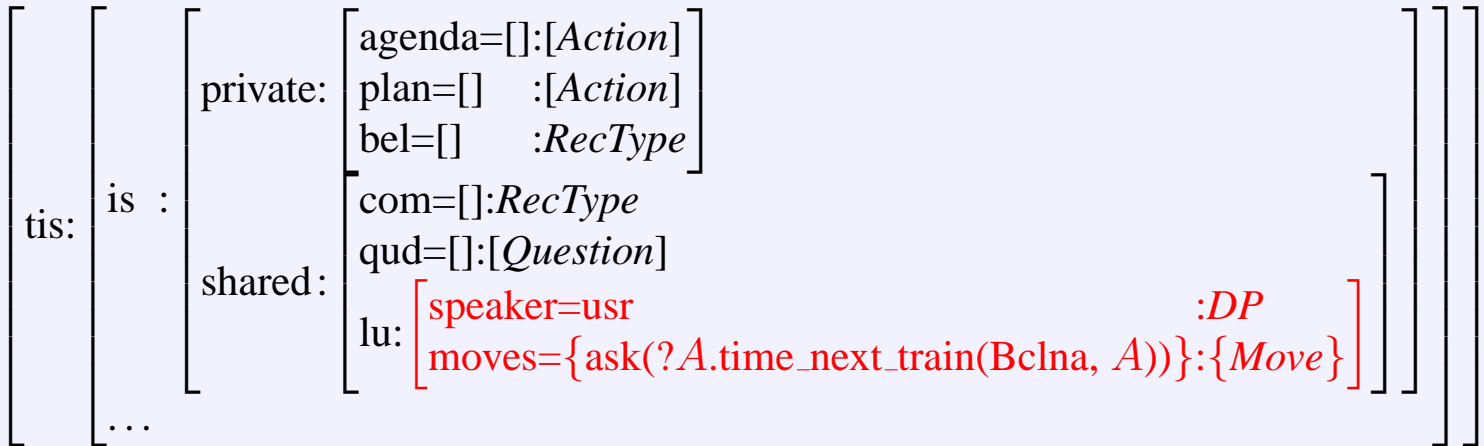 agenda=[]:[Action]
private: plan=[] :[Action]
bel=[] :RecType
tis: is : com=[]:RecType
qud=[]:[Question]
shared: speaker=usr :DP
lu: moves={ask(?A.time_next_train(Bclna, A))}:{Move}
...